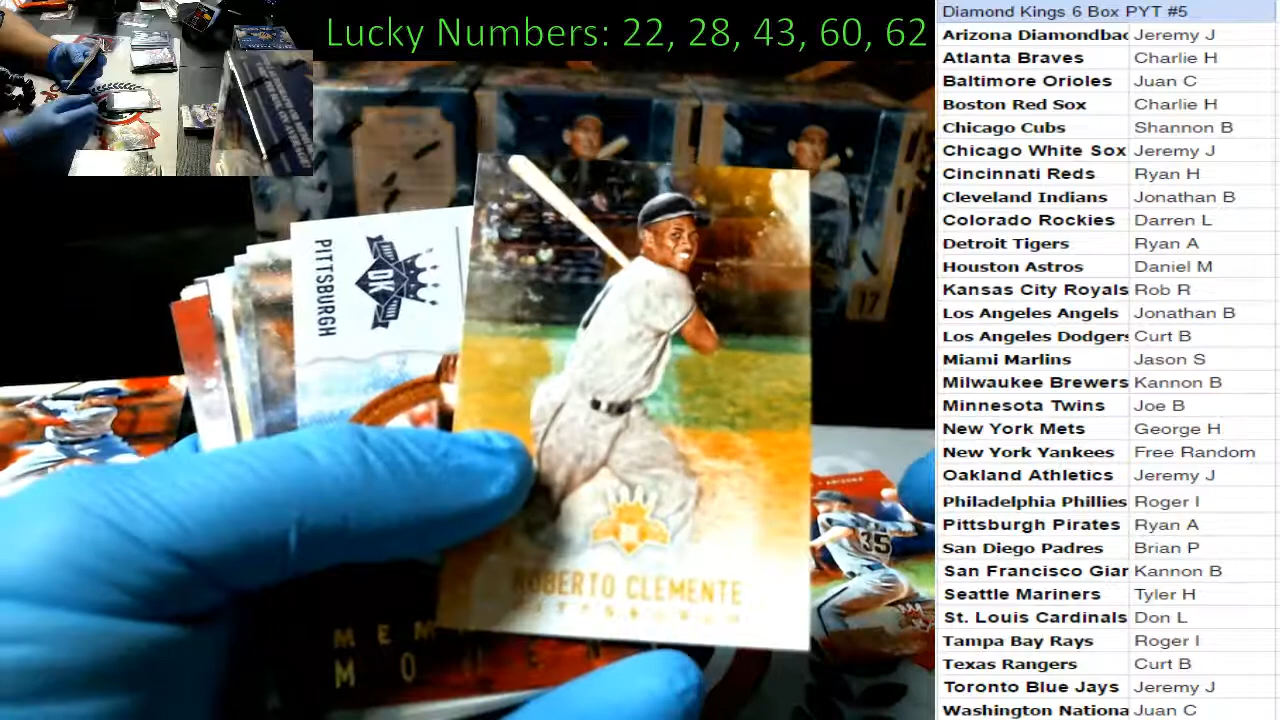 Lucky Numbers: 22, 28, 43, 60, 62
Diamond Kings 6 Box PYT #5
Arizona Diamondbac Jeremy J
Atlanta Braves Charlie H
Baltimore Orioles Juan C
Boston Red Sox Charlie H
Chicago Cubs Shannon B
Chicago White Sox Jeremy J
Cincinnati Reds Ryan H
Cleveland Indians Jonathan B
Colorado Rockies Darren L
Detroit Tigers Ryan A
Houston Astros Daniel M
Kansas City Royals Rob R
Los Angeles Angels Jonathan B
Los Angeles Dodgers Curt B
Miami Marlins Jason S
Milwaukee Brewers Kannon B
Minnesota Twins Joe B
New York Mets George H
New York Yankees Free Random
Oakland Athletics Jeremy J
Philadelphia Phillies Roger I
Pittsburgh Pirates Ryan A
San Diego Padres Brian P
San Francisco Giar Kannon B
Seattle Mariners Tyler H
St. Louis Cardinals Don L
Tampa Bay Rays Roger I
Texas Rangers Curt B
Toronto Blue Jays Jeremy J
Washington Nationa Juan C
PITTSBURGH
DK
17
35
ROBERTO CLEMENTE
PITTSBURGH
MEM
MOMEN